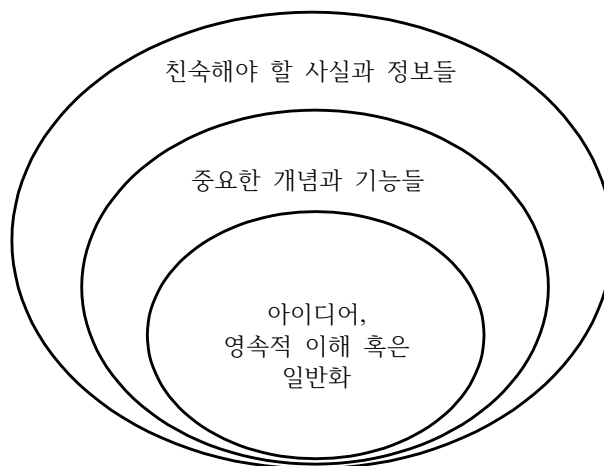 친숙해야 할 사실과 정보들
중요한 개념과 기능들
아이디어,
영속적 이해 혹은
일반화